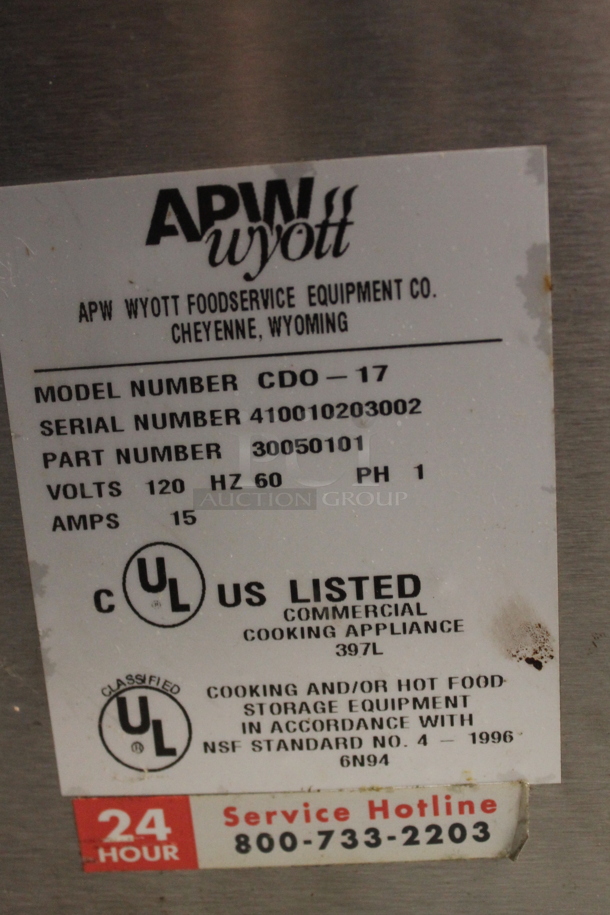 APW wyott
APW WYOTT FOODSERVICE EQUIPMENT CO.
CHEYENNE, WYOMING
MODEL NUMBER CDO - 17
SERIAL NUMBER 410010203002
PART NUMBER 30050101
VOLTS 120 HZ 60 PH 1
AMPS 15
AUCTION GROUP
C UL ® US LISTED
COMMERCIAL
COOKING APPLIANCE
397L
CLASSIFIED
UL ®
COOKING AND/OR HOT FOOD
STORAGE EQUIPMENT
IN ACCORDANCE WITH
NSF STANDARD NO. 4 - 1996
6N94
24 HOUR
Service Hotline
800-733-2203